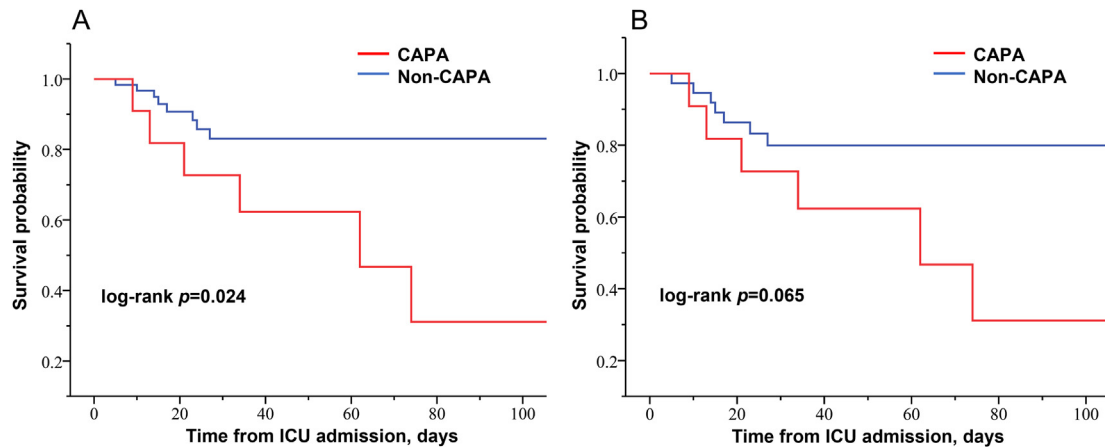 A
CAPA
Non-CAPA
1.0
0.8
0.6
0.4
0.2
Survival probability
log-rank p=0.024
0 20 40 60 80 100
Time from ICU admission, days
B
CAPA
Non-CAPA
1.0
0.8
0.6
0.4
0.2
Survival probability
log-rank p=0.065
0 20 40 60 80 100
Time from ICU admission, days